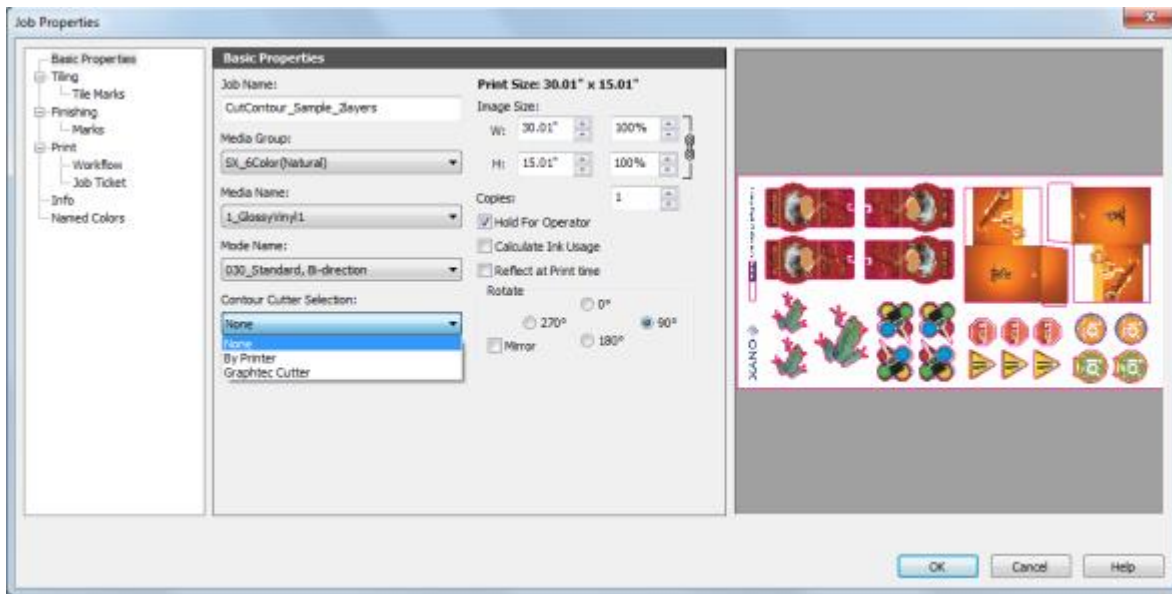 Job Properties
Basic Properties
Tiling
Tile Marks
Finishing
Marks
Print
Workflow
Job Ticket
Info
Named Colors
Basic Properties
Job Name:
CutContour_Sample_2layers
Media Group:
SX_6Color(Natural)
Media Name:
1_GlossyVinyl1
Mode Name:
030_Standard, Bi-direction
Contour Cutter Selection:
None
None
By Printer
Graphtec Cutter
Print Size: 30.01" x 15.01"
Image Size:
W: 30.01" 100%
H: 15.01" 100%
Copies: 1
Hold For Operator
Calculate Ink Usage
Reflect at Print time
Rotate
0°
270° 90°
Mirror 180°
ONYX
OK Cancel Help